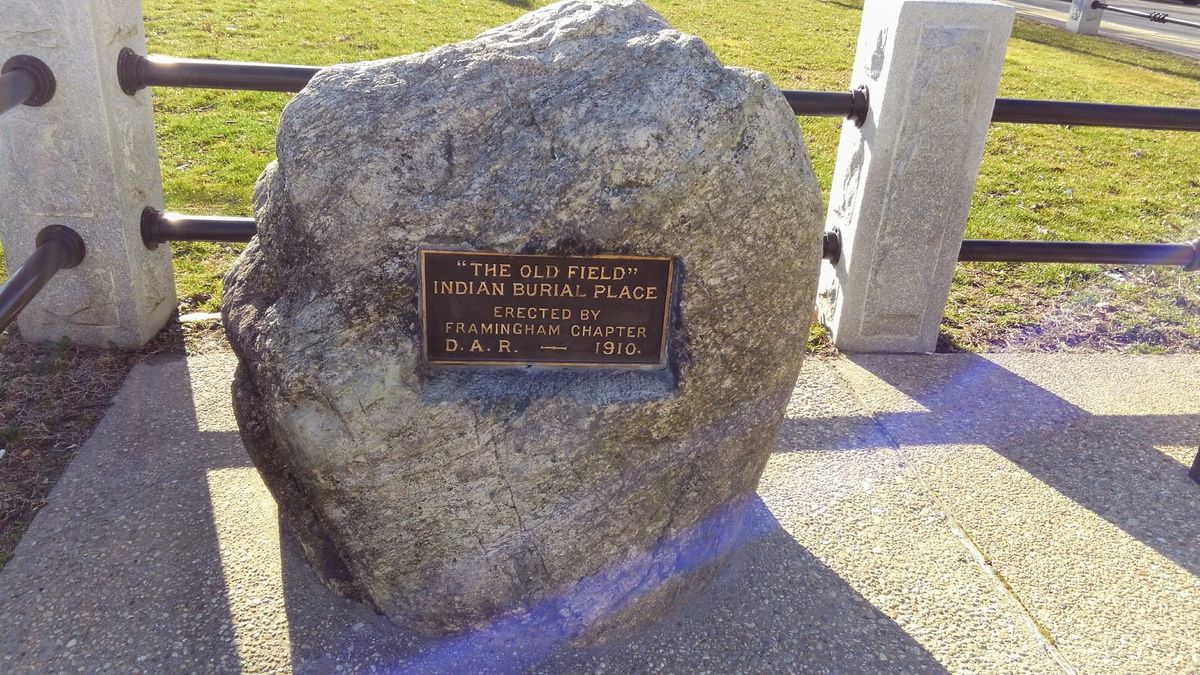 “THE OLD FIELD”
INDIAN BURIAL PLACE
ERECTED BY
FRAMINGHAM CHAPTER
D.A.R. — 1910.